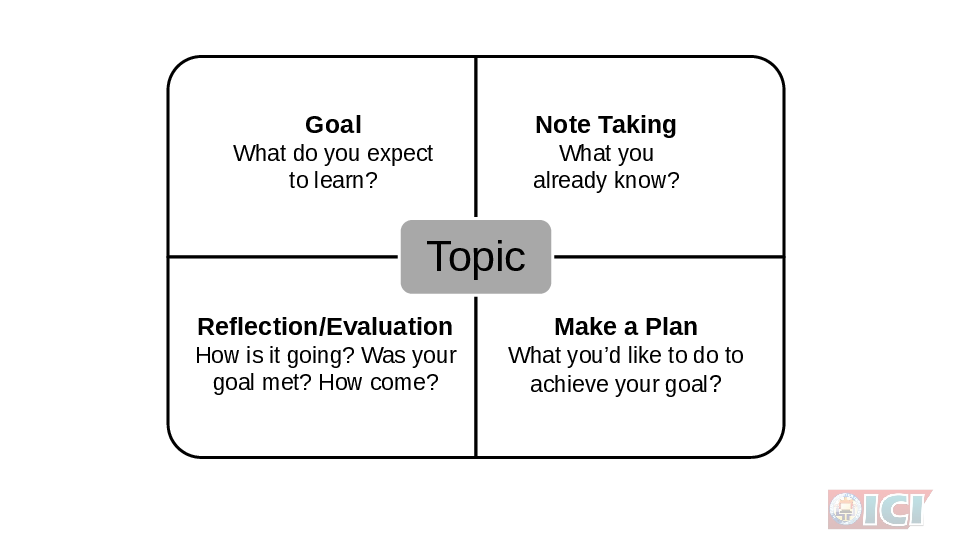 Goal
What do you expect
to learn?
Note Taking
What you
already know?
Topic
Reflection/Evaluation
How is it going? Was your
goal met? How come?
Make a Plan
What you’d like to do to
achieve your goal?
ICI